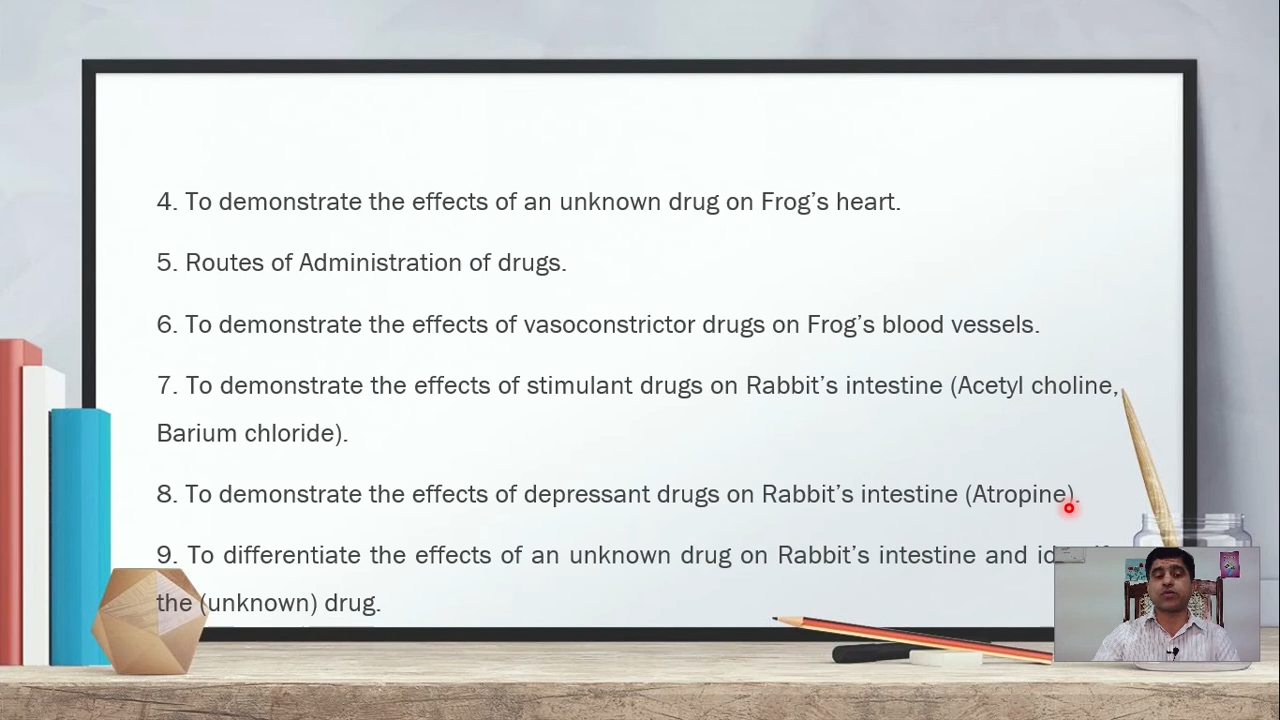 4. To demonstrate the effects of an unknown drug on Frog’s heart.
5. Routes of Administration of drugs.
6. To demonstrate the effects of vasoconstrictor drugs on Frog’s blood vessels.
7. To demonstrate the effects of stimulant drugs on Rabbit’s intestine (Acetyl choline,
Barium chloride).
8. To demonstrate the effects of depressant drugs on Rabbit’s intestine (Atropine).
9. To differentiate the effects of an unknown drug on Rabbit’s intestine and
the (unknown) drug.